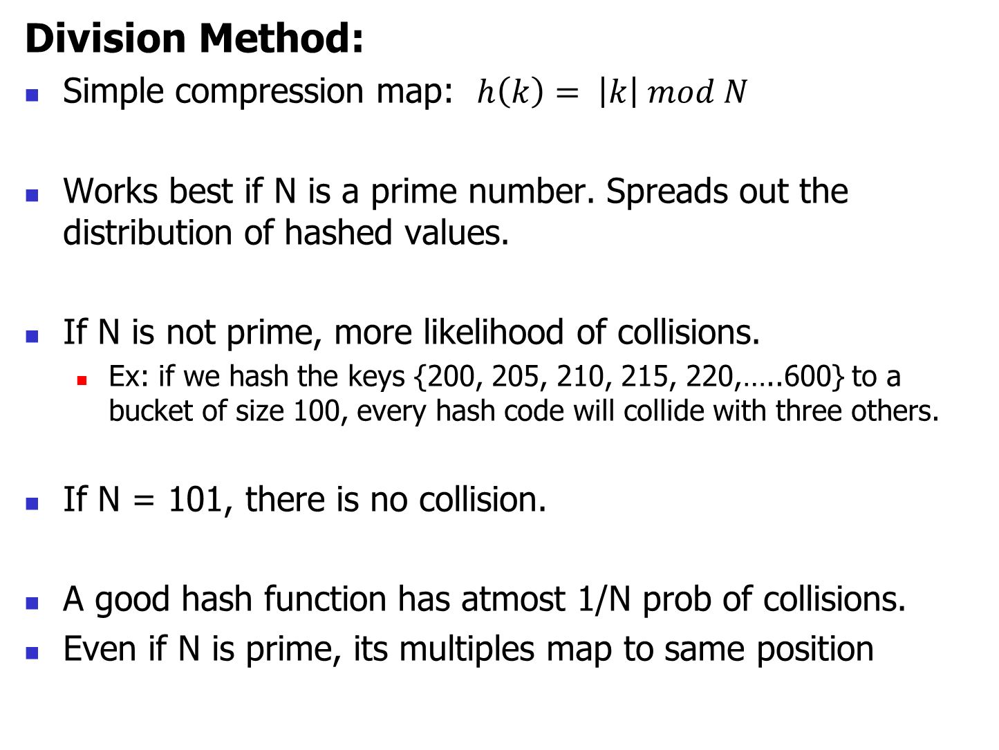 Division Method:
Simple compression map: h(k) = |k| mod N
Works best if N is a prime number. Spreads out the
distribution of hashed values.
If N is not prime, more likelihood of collisions.
Ex: if we hash the keys {200, 205, 210, 215, 220,…..600} to a
bucket of size 100, every hash code will collide with three others.
If N = 101, there is no collision.
A good hash function has atmost 1/N prob of collisions.
Even if N is prime, its multiples map to same position